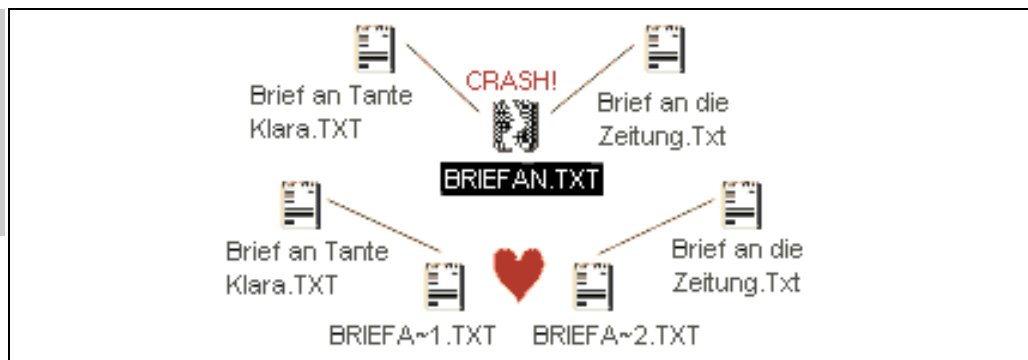 Brief an Tante
Klara.TXT
CRASH!
Brief an die
Zeitung.Txt
BRIEFAN.TXT
Brief an Tante
Klara.TXT
Brief an die
Zeitung.Txt
BRIEFA~1.TXT
BRIEFA~2.TXT